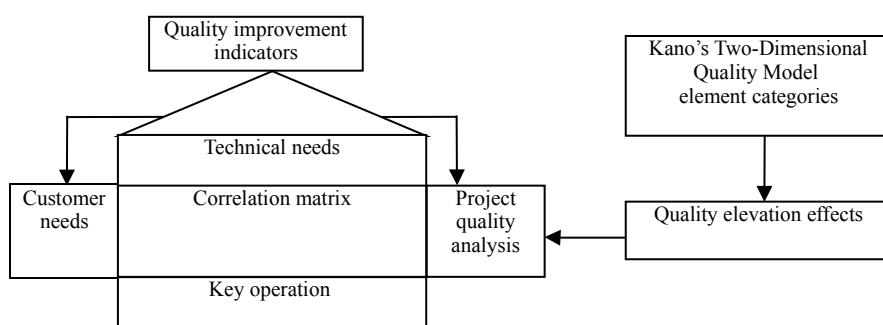 Quality improvement
indicators
Kano’s Two-Dimensional
Quality Model
element categories
Technical needs
Customer
needs
Correlation matrix
Project
quality
analysis
Quality elevation effects
Key operation